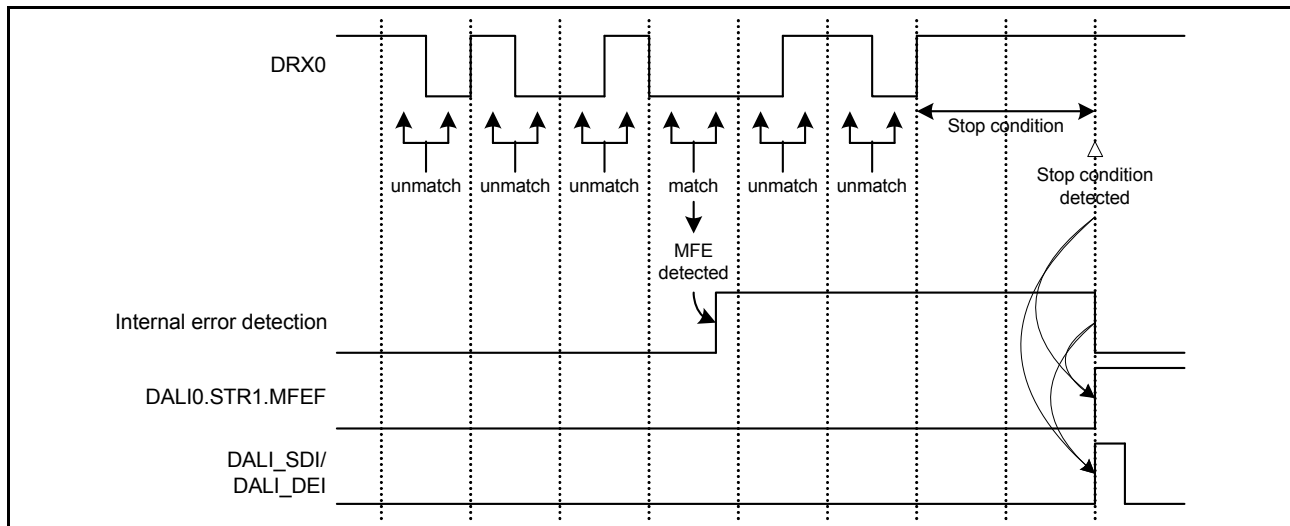 DRX0
Stop condition
unmatch unmatch unmatch match unmatch unmatch
Stop condition
detected
MFE
detected
Internal error detection
DALI0.STR1.MFEF
DALI_SDI/
DALI_DEI